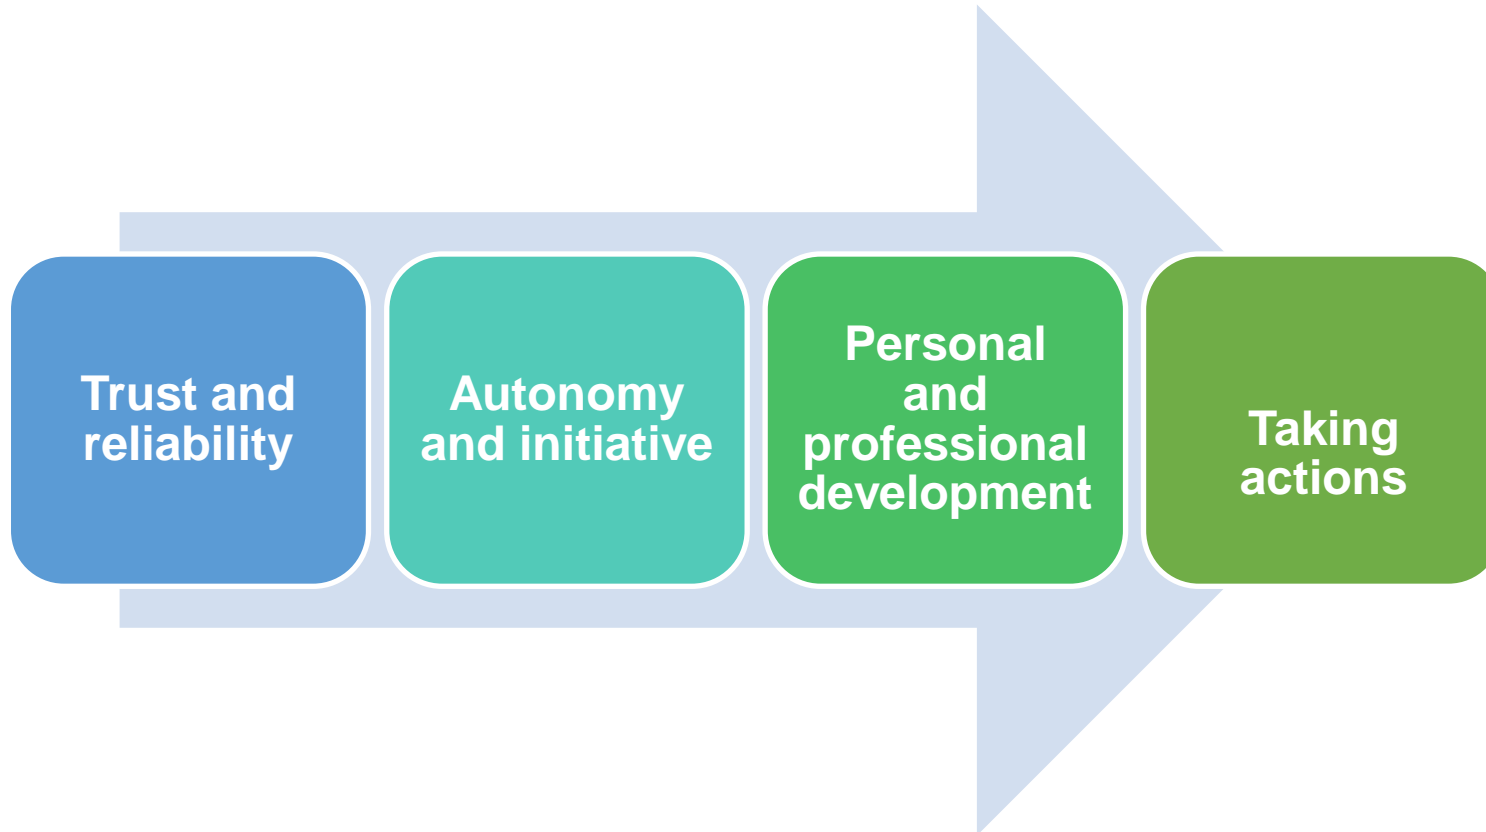 Trust and
reliability
Autonomy
and initiative
Personal
and
professional
development
Taking
actions